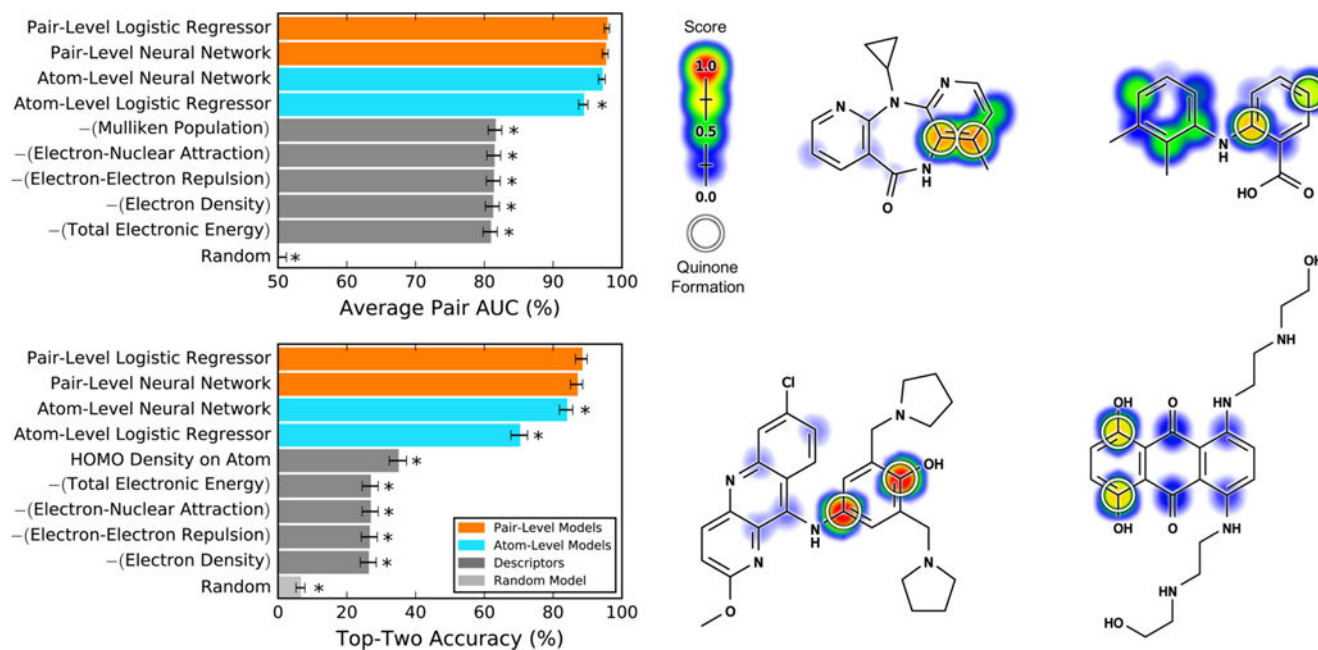 Pair-Level Logistic Regressor
Pair-Level Neural Network
Atom-Level Neural Network
Atom-Level Logistic Regressor
*
−(Mulliken Population)
*
−(Electron-Nuclear Attraction)
*
−(Electron-Electron Repulsion)
*
−(Electron Density)
*
−(Total Electronic Energy)
*
Random
*
50 60 70 80 90 100
Average Pair AUC (%)
Pair-Level Logistic Regressor
Pair-Level Neural Network
Atom-Level Neural Network
*
Atom-Level Logistic Regressor
*
HOMO Density on Atom
*
−(Total Electronic Energy)
*
−(Electron-Nuclear Attraction)
*
−(Electron-Electron Repulsion)
*
−(Electron Density)
*
Random
*
Pair-Level Models
Atom-Level Models
Descriptors
Random Model
0 20 40 60 80 100
Top-Two Accuracy (%)
Score
1.0
0.5
0.0
Quinone
Formation
N
N
N
N
H
O
N
H
HO
O
Cl
N
OH
N
N
H
N
O
N
OH
NH
OH
O
NH
OH
O
NH
NH
HO